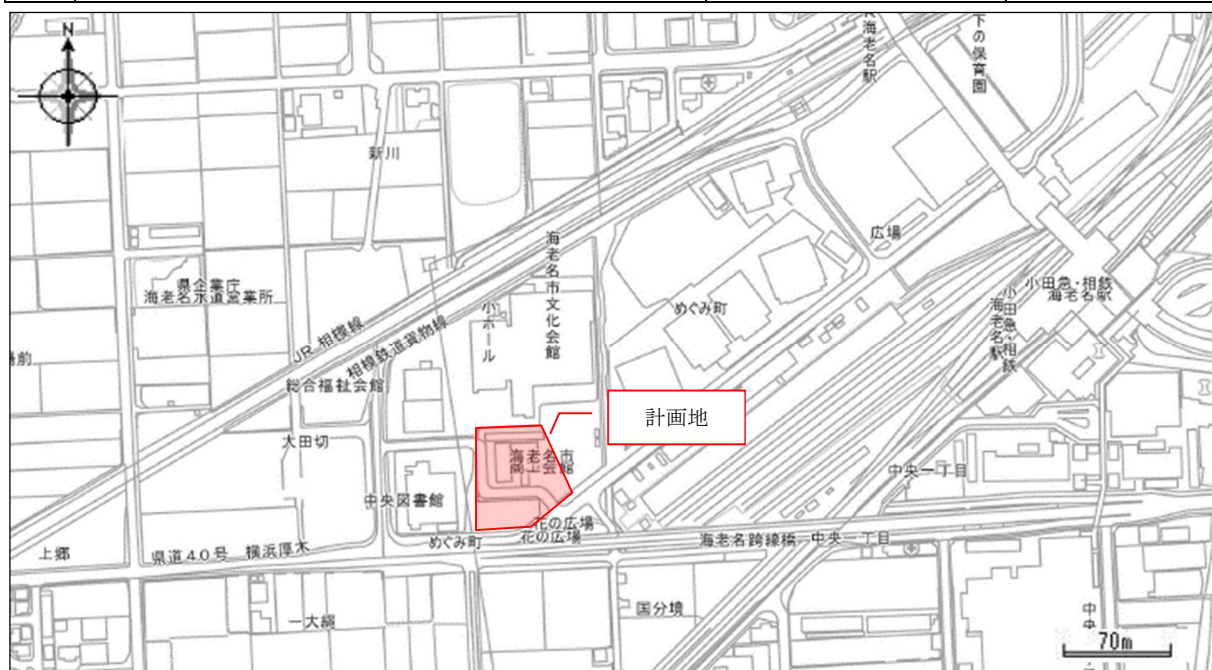 N
海老名駅
下の保育園
新川
広場
海老名市文化会館
県企業庁
海老名水道営業所
小田急・相鉄
海老名駅
小田急・相鉄
海老名駅
めぐみ町
小ホール
JR 相模線
相模鉄道貨物線
総合福祉会館
計画地
大田切
海老名市
商工会館
中央図書館
中央一丁目
花の広場
花の広場
めぐみ町
海老名跨線橋
中央一丁目
上郷
県道40号 横浜厚木
一大縄
国分境
中央
70m